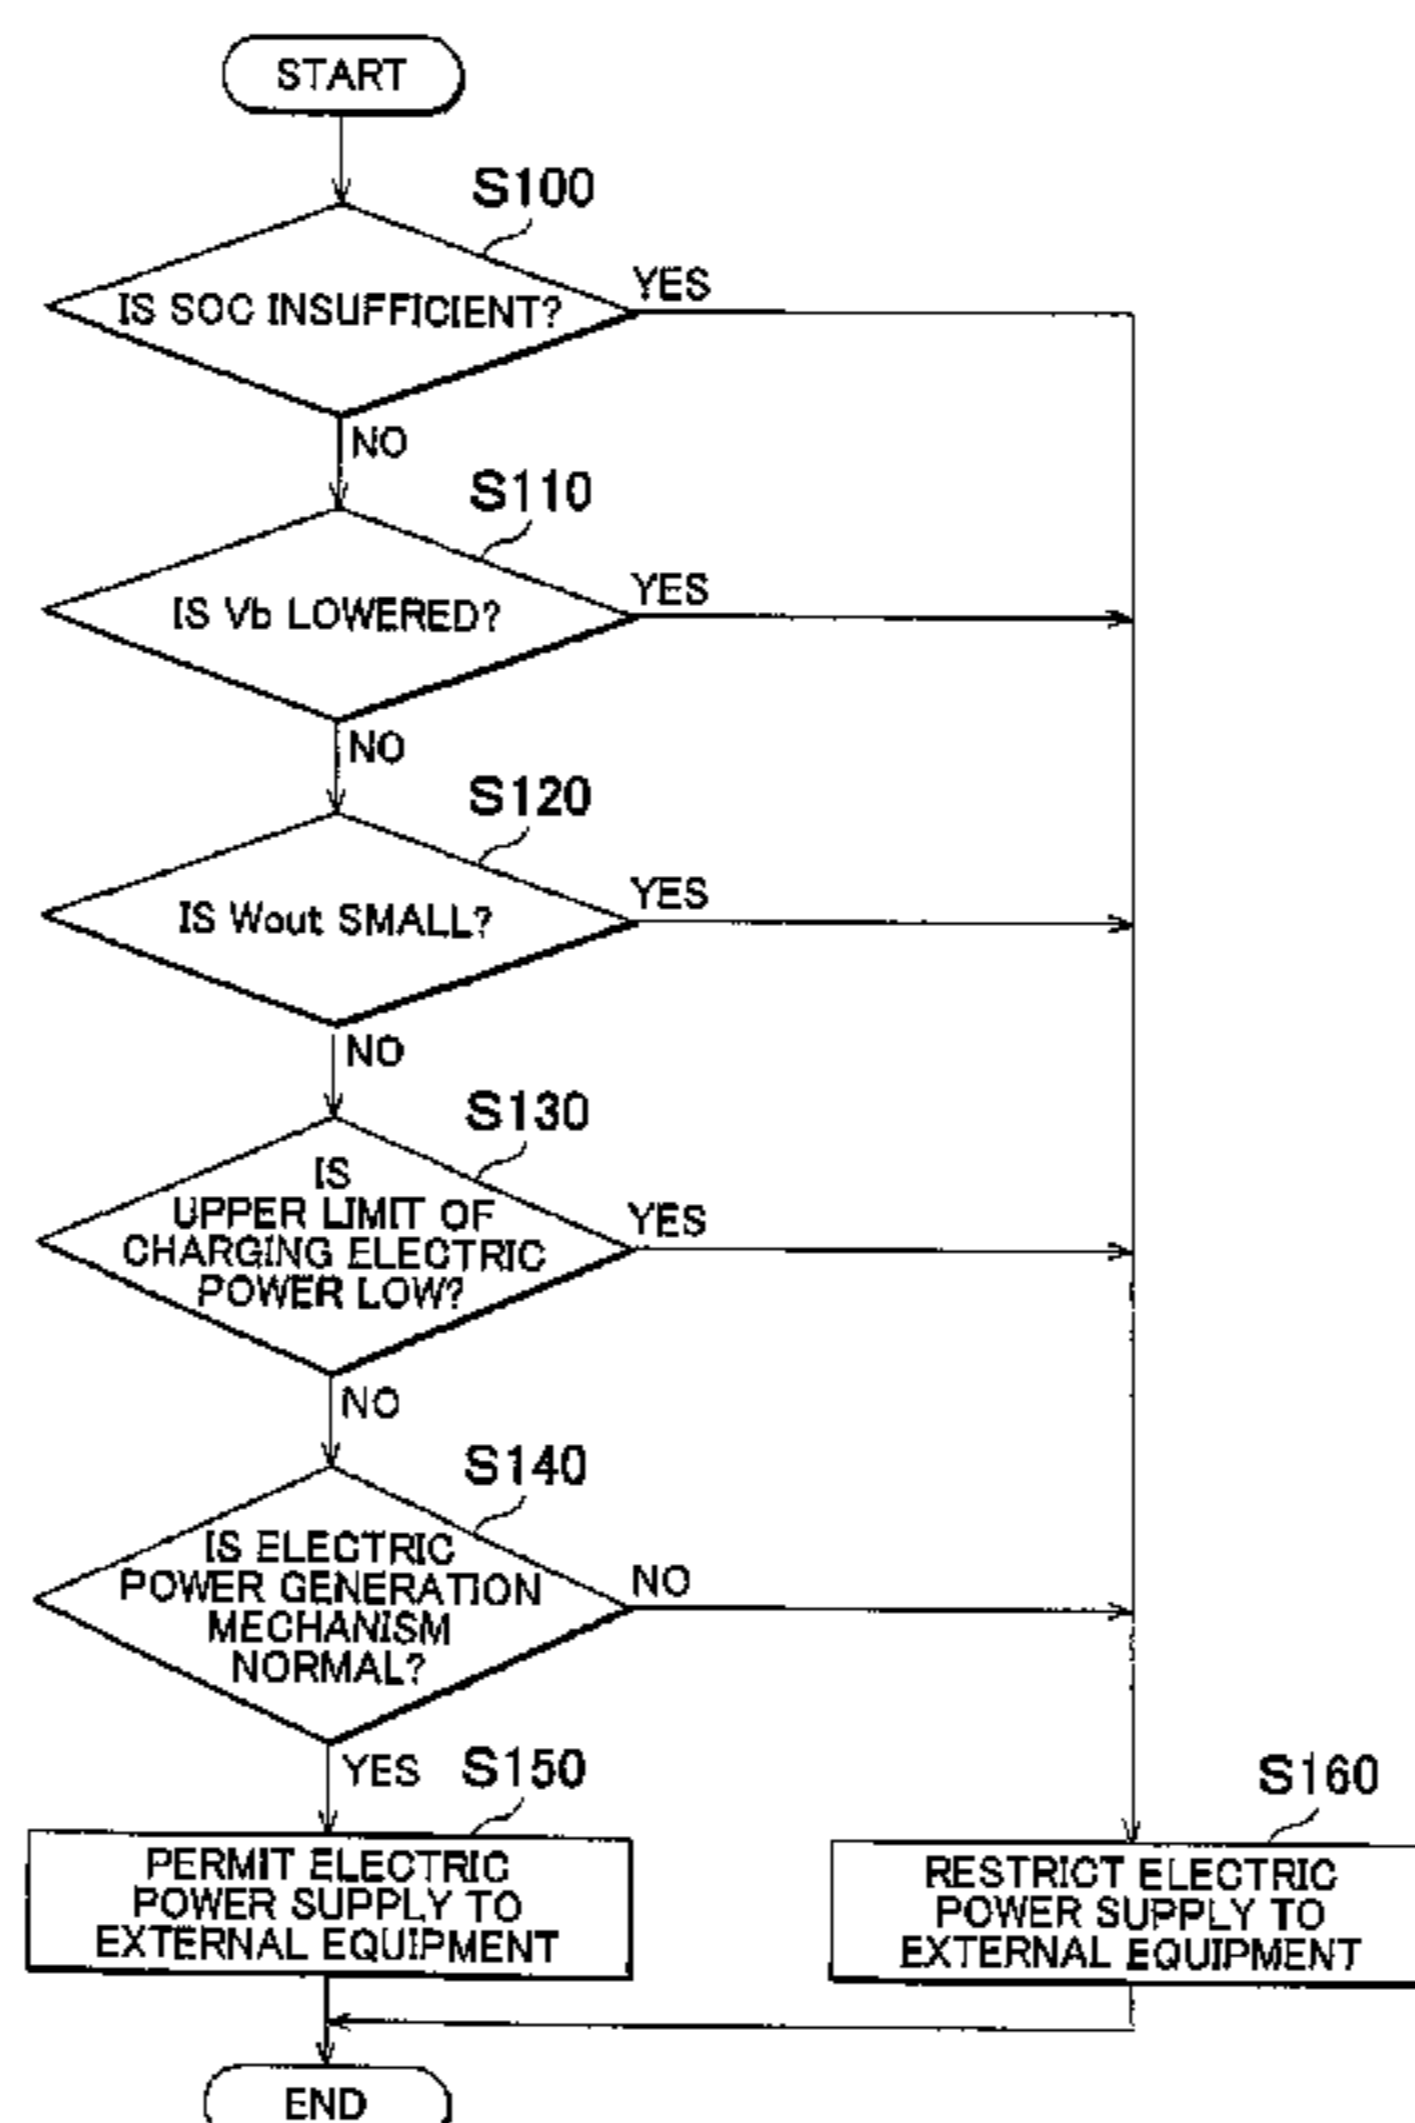 START
S100
IS SOC INSUFFICIENT?
YES
NO
S110
IS Vb LOWERED?
YES
NO
S120
IS Wout SMALL?
YES
NO
S130
IS
UPPER LIMIT OF
CHARGING ELECTRIC
POWER LOW?
YES
NO
S140
IS ELECTRIC
POWER GENERATION
MECHANISM
NORMAL?
NO
YES
S150
PERMIT ELECTRIC
POWER SUPPLY TO
EXTERNAL EQUIPMENT
S160
RESTRICT ELECTRIC
POWER SUPPLY TO
EXTERNAL EQUIPMENT
END